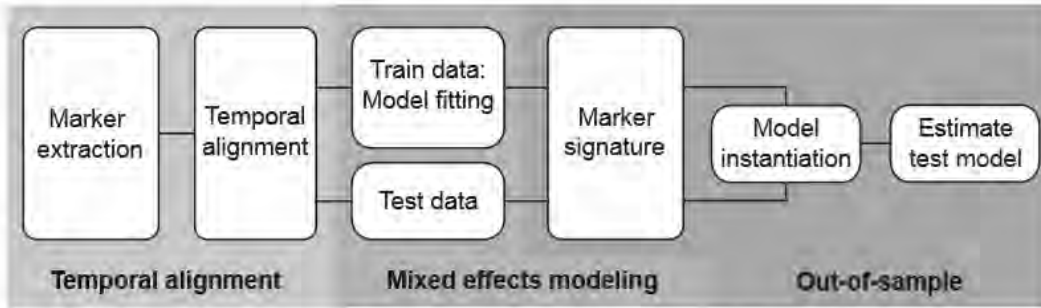 Marker
extraction
Temporal
alignment
Train data:
Model fitting
Test data
Marker
signature
Model
instantiation
Estimate
test model
Temporal alignment
Mixed effects modeling
Out-of-sample